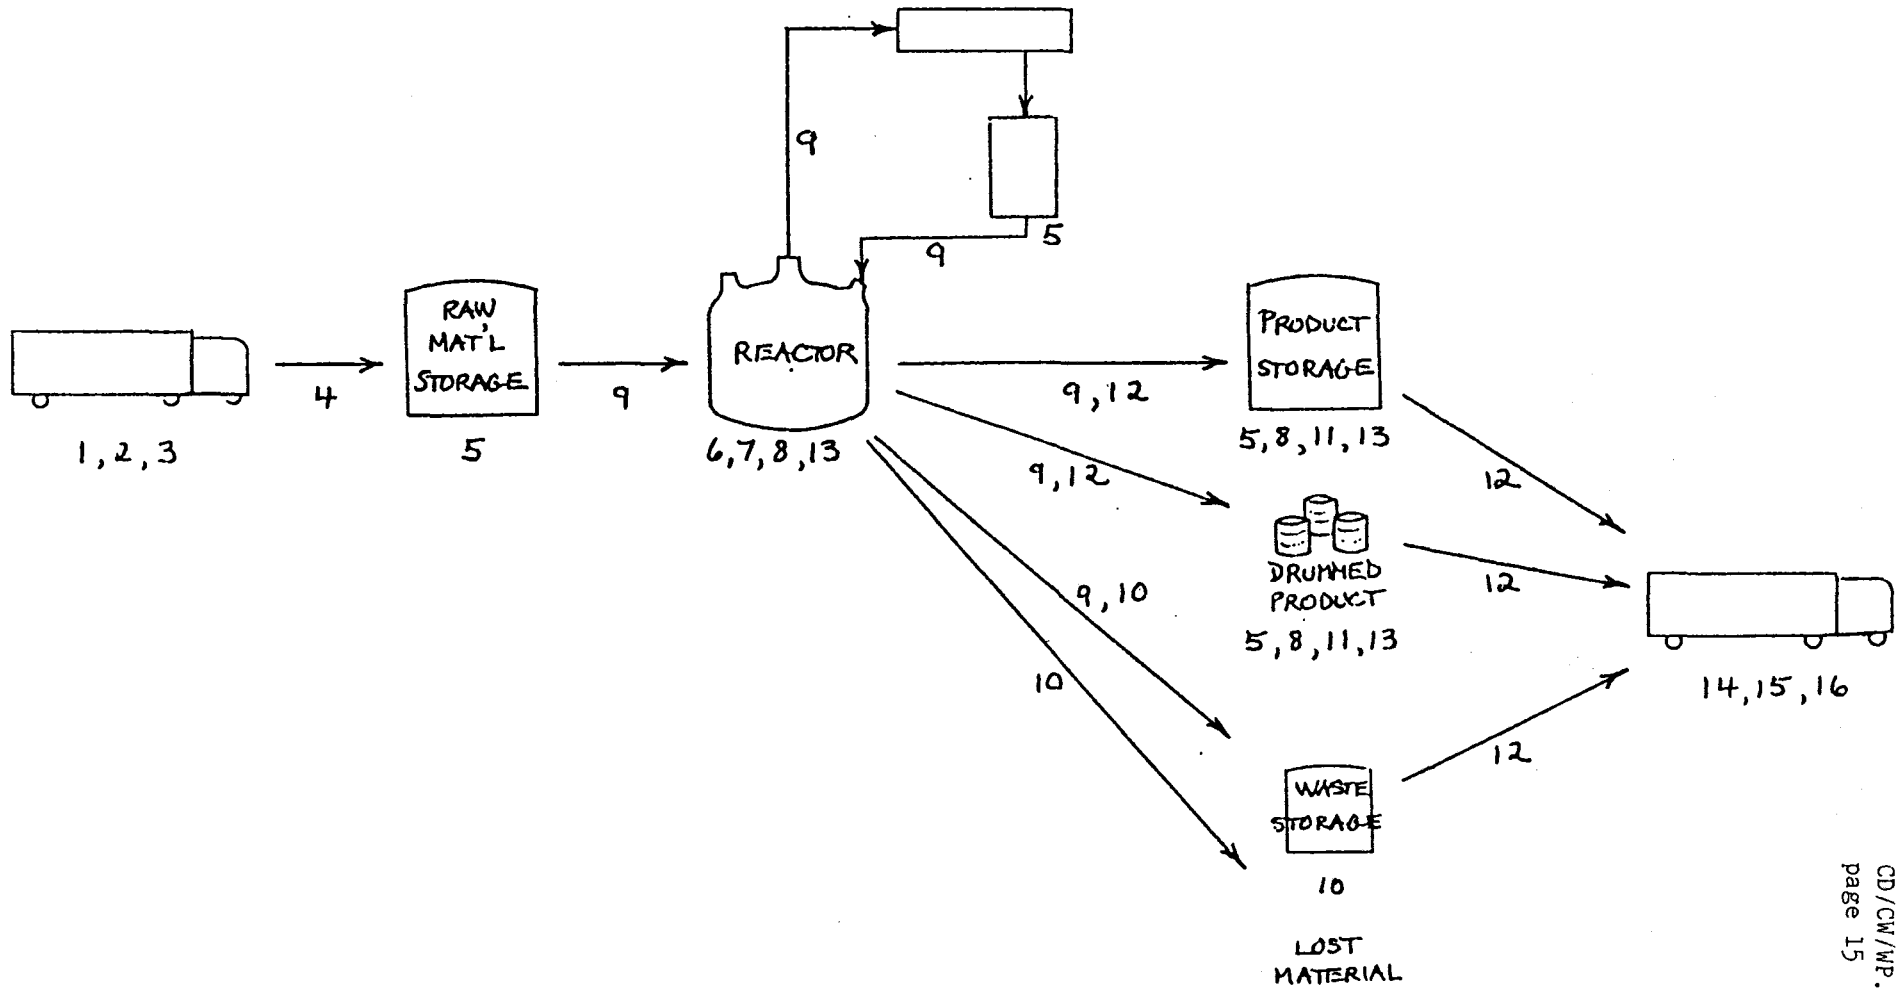 9
5
9
RAW
MAT'L
STORAGE
REACTOR
PRODUCT
STORAGE
4
9
9,12
1,2,3
5
6,7,8,13
5,8,11,13
9,12
12
DRUMMED
PRODUCT
12
9,10
5,8,11,13
10
14,15,16
12
WASTE
STORAGE
10
LOST
MATERIAL
CD/CW/WP.
page 15